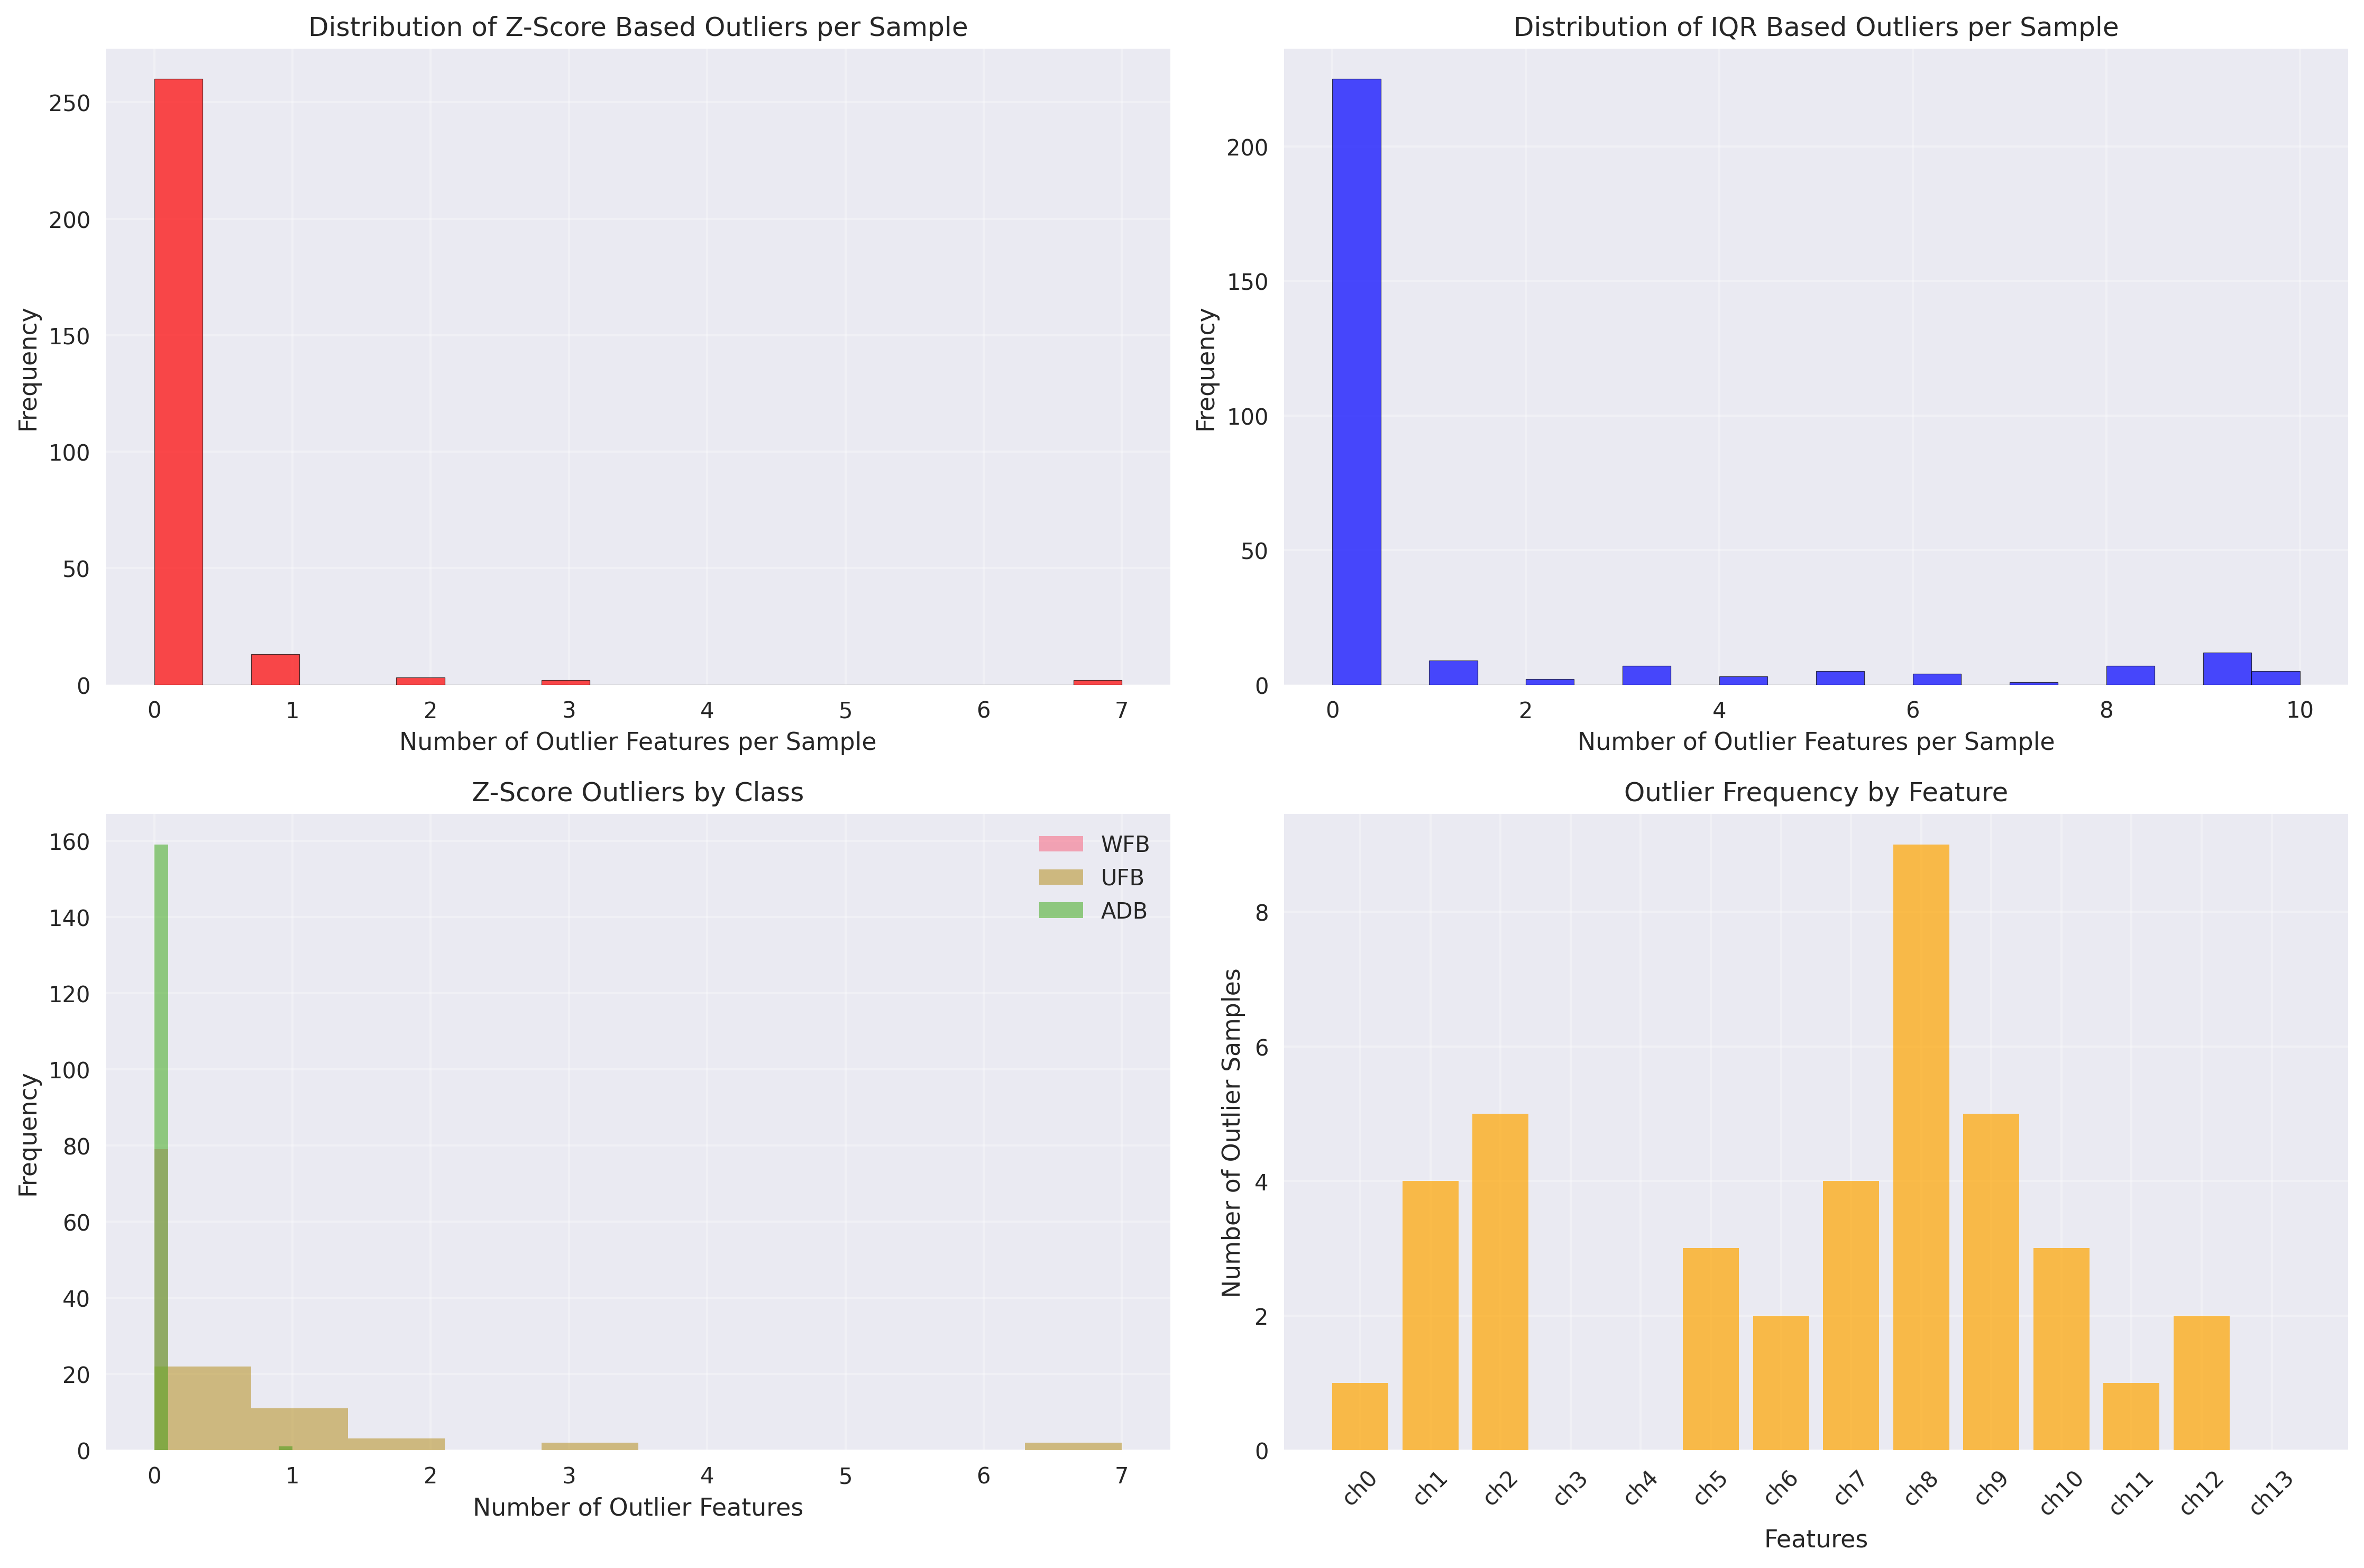 Distribution of Z-Score Based Outliers per Sample
Frequency
250
200
150
100
50
0
0 1 2 3 4 5 6 7
Number of Outlier Features per Sample
Distribution of IQR Based Outliers per Sample
Frequency
200
150
100
50
0
0 2 4 6 8 10
Number of Outlier Features per Sample
Z-Score Outliers by Class
Frequency
160
140
120
100
80
60
40
20
0
0 1 2 3 4 5 6 7
Number of Outlier Features
WFB
UFB
ADB
Outlier Frequency by Feature
Number of Outlier Samples
8
6
4
2
0
ch0 ch1 ch2 ch3 ch4 ch5 ch6 ch7 ch8 ch9 ch10 ch11 ch12 ch13
Features